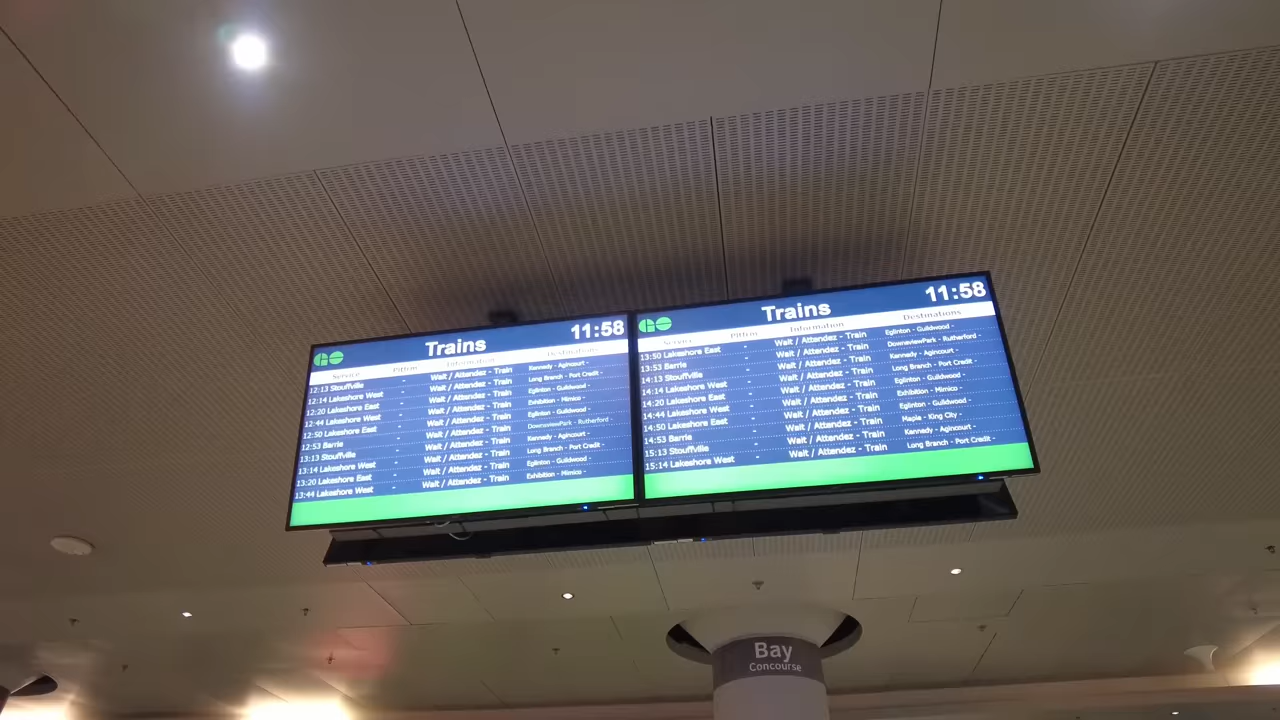 GO Trains 11:58
Service Pltfrm Information Destinations
12:13 Stouffville - Wait / Attendez - Train Kennedy - Agincourt -
12:14 Lakeshore West - Wait / Attendez - Train Long Branch - Port Credit -
12:20 Lakeshore East - Wait / Attendez - Train Eglinton - Guildwood -
12:44 Lakeshore West - Wait / Attendez - Train Exhibition - Mimico -
12:50 Lakeshore East - Wait / Attendez - Train Eglinton - Guildwood -
12:53 Barrie - Wait / Attendez - Train DownsviewPark - Rutherford -
13:13 Stouffville - Wait / Attendez - Train Kennedy - Agincourt -
13:14 Lakeshore West - Wait / Attendez - Train Long Branch - Port Credit -
13:20 Lakeshore East - Wait / Attendez - Train Eglinton - Guildwood -
13:44 Lakeshore West - Wait / Attendez - Train Exhibition - Mimico -
GO Trains 11:58
Service Pltfrm Information Destinations
13:50 Lakeshore East - Wait / Attendez - Train Eglinton - Guildwood -
13:53 Barrie - Wait / Attendez - Train DownsviewPark - Rutherford -
14:13 Stouffville - Wait / Attendez - Train Kennedy - Agincourt -
14:14 Lakeshore West - Wait / Attendez - Train Long Branch - Port Credit -
14:20 Lakeshore East - Wait / Attendez - Train Eglinton - Guildwood -
14:44 Lakeshore West - Wait / Attendez - Train Exhibition - Mimico -
14:50 Lakeshore East - Wait / Attendez - Train Eglinton - Guildwood -
14:53 Barrie - Wait / Attendez - Train Maple - King City -
15:13 Stouffville - Wait / Attendez - Train Kennedy - Agincourt -
15:14 Lakeshore West - Wait / Attendez - Train Long Branch - Port Credit -
Bay
Concourse